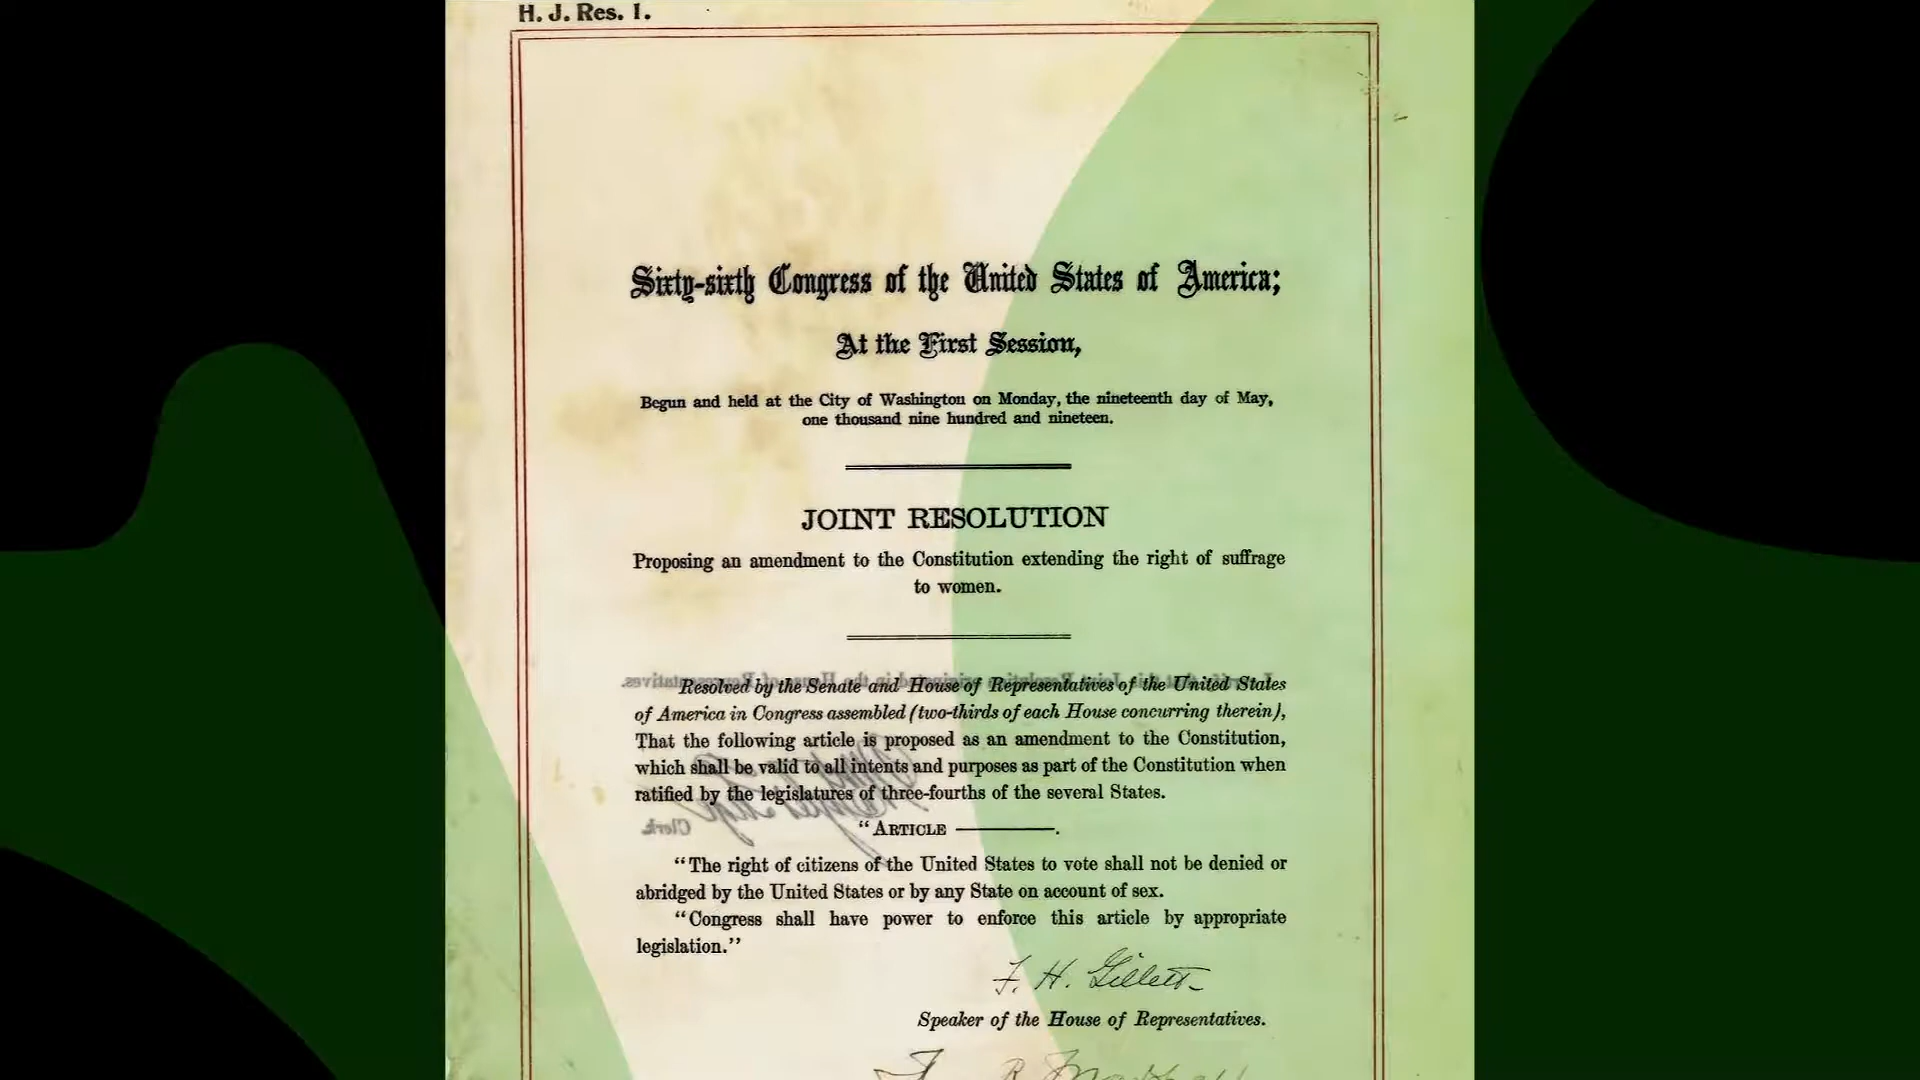 H. J. Res. 1.
Sixty-sixth Congress of the United States of America;
At the First Session,
Begun and held at the City of Washington on Monday, the nineteenth day of May,
one thousand nine hundred and nineteen.
JOINT RESOLUTION
Proposing an amendment to the Constitution extending the right of suffrage
to women.
Resolved by the Senate and House of Representatives of the United States
of America in Congress assembled (two-thirds of each House concurring therein),
That the following article is proposed as an amendment to the Constitution,
which shall be valid to all intents and purposes as part of the Constitution when
ratified by the legislatures of three-fourths of the several States.
Clerk.
“ARTICLE ————.
“The right of citizens of the United States to vote shall not be denied or
abridged by the United States or by any State on account of sex.
“Congress shall have power to enforce this article by appropriate
legislation.”
F. H. Gillett
Speaker of the House of Representatives.